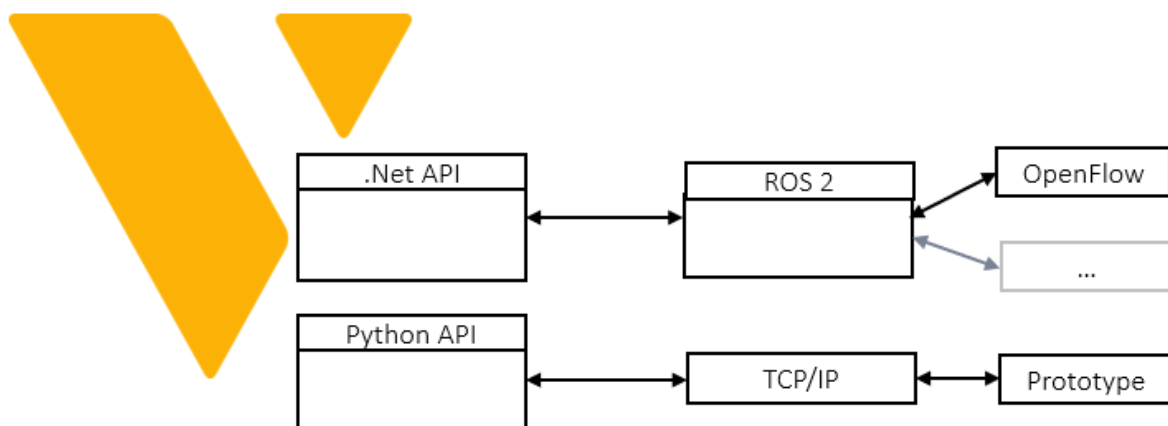 .Net API
ROS 2
OpenFlow
...
Python API
TCP/IP
Prototype